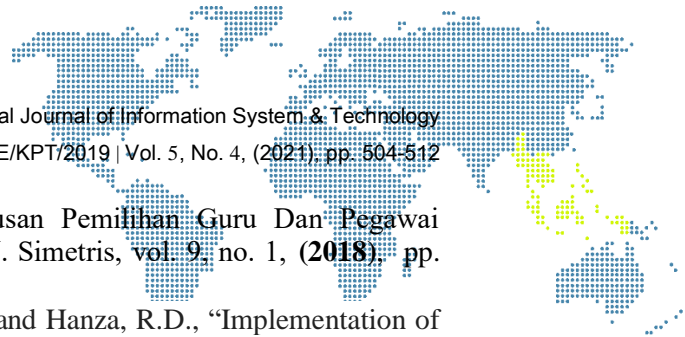 al Journal of Information System & Technology
E/KPT/2019 | Vol. 5, No. 4, (2021), pp. 504-512
usan Pemilihan Guru Dan Pegawai
. Simetris, vol. 9, no. 1, (2018), pp.
and Hanza, R.D., “Implementation of